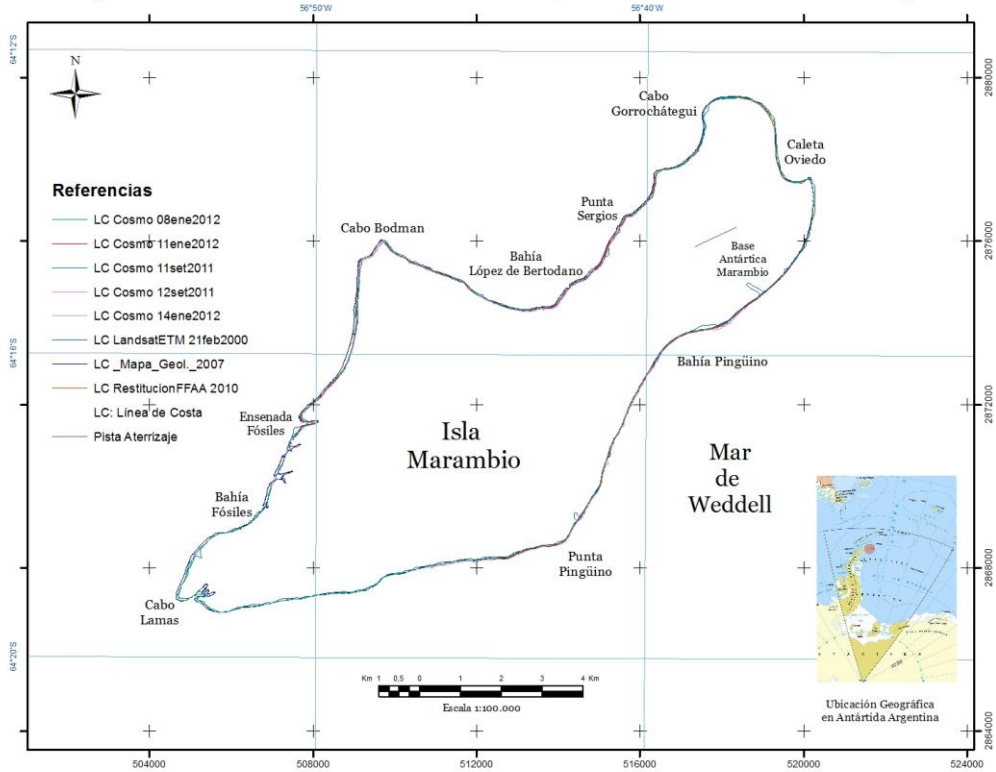 56°50'W
56°40'W
64°12'S
64°16'S
64°20'S
N
2880000
2876000
2872000
2868000
2864000
Cabo
Gorrochátegui
Caleta
Oviedo
Referencias
LC Cosmo 08ene2012
LC Cosmo 11ene2012
LC Cosmo 11set2011
LC Cosmo 12set2011
LC Cosmo 14ene2012
LC LandsatETM 21feb2000
LC _Mapa_Geol._2007
LC RestitucionFFAA 2010
LC: Línea de Costa
Pista Aterrizaje
Punta
Sergios
Cabo Bodman
Bahía
López de Bertodano
Base
Antártica
Marambio
Bahía Pingüino
Ensenada
Fósiles
Isla
Marambio
Mar
de
Weddell
Bahía
Fósiles
Punta
Pingüino
Cabo
Lamas
Km 1 0,5 0 1 2 3 4 Km
Escala 1:100.000
Ubicación Geográfica
en Antártida Argentina
504000
508000
512000
516000
520000
524000